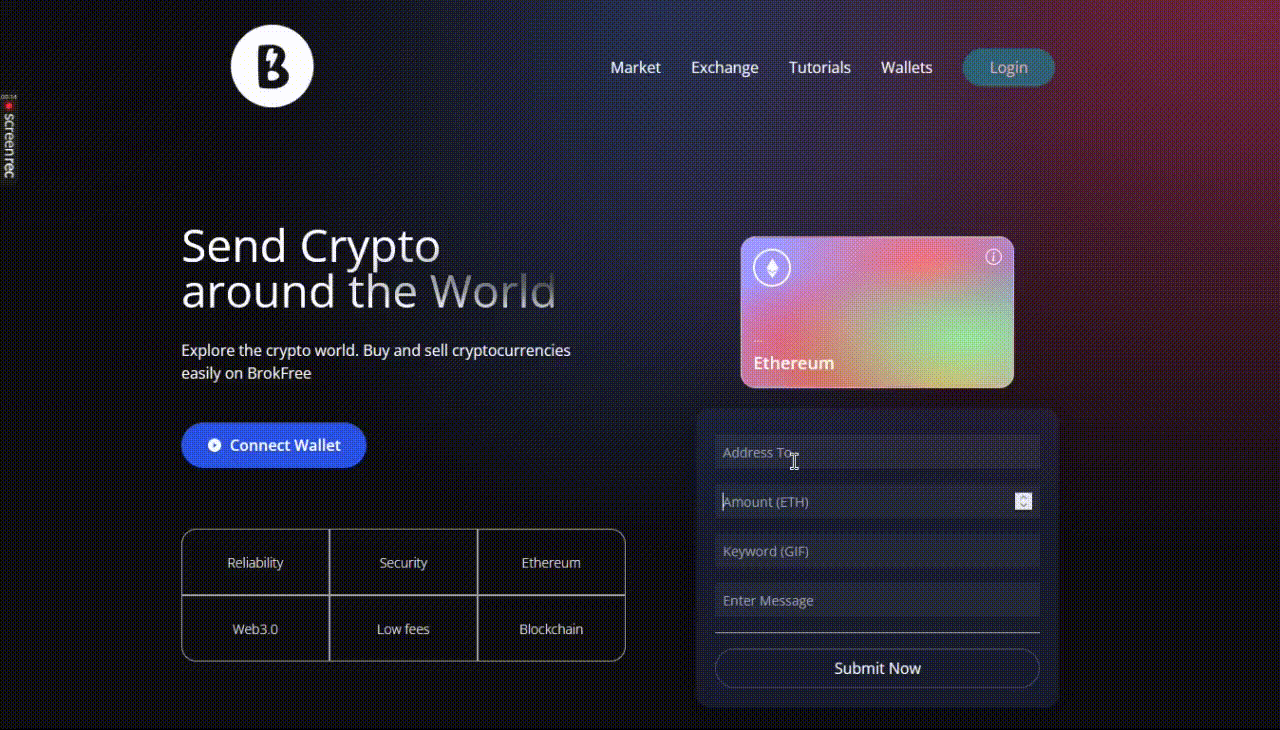 B
Market Exchange Tutorials Wallets Login
00:14
screenrec
Send Crypto
around the World
Explore the crypto world. Buy and sell cryptocurrencies
easily on BrokFree
Connect Wallet
Reliability Security Ethereum
Web3.0 Low fees Blockchain
i
...
Ethereum
Address To
Amount (ETH)
Keyword (GIF)
Enter Message
Submit Now